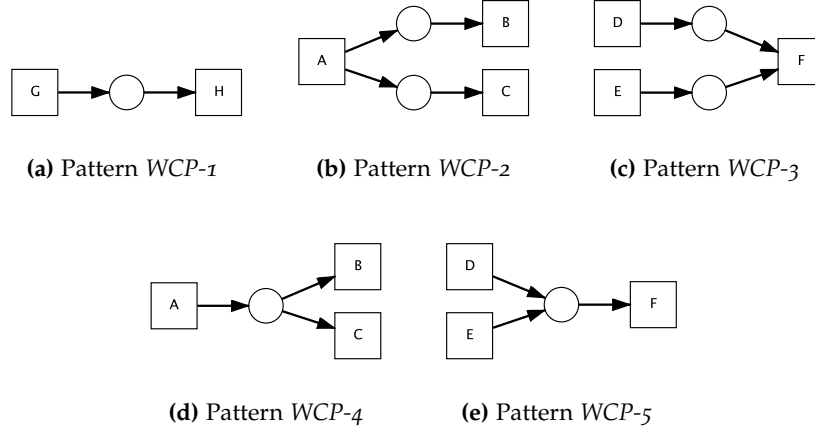 G H
(a) Pattern WCP-1
A B C
(b) Pattern WCP-2
D E F
(c) Pattern WCP-3
A B C
(d) Pattern WCP-4
D E F
(e) Pattern WCP-5